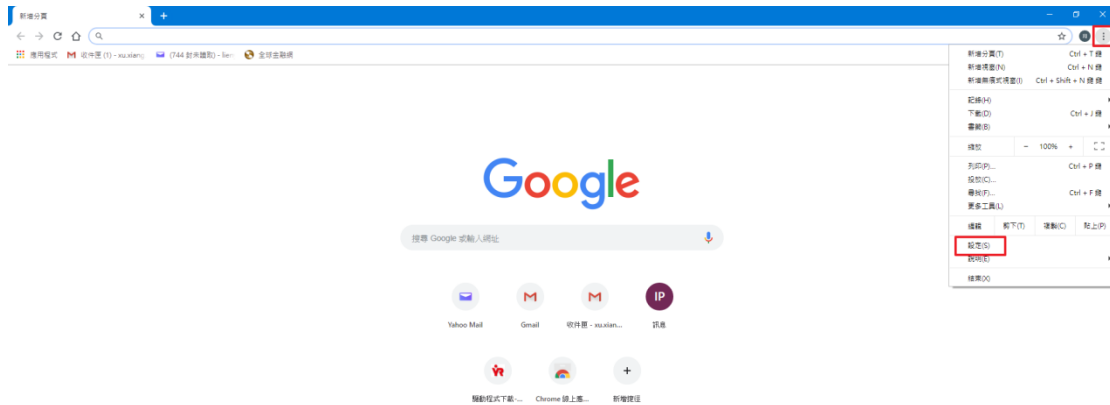 新增分頁
應用程式 收件匣 (1) - xu.xiang (744 封未讀取) - lien 全球金融網
新增分頁(T) Ctrl + T 鍵
新增視窗(N) Ctrl + N 鍵
新增無痕式視窗(I) Ctrl + Shift + N 鍵 鍵
記錄(H)
下載(D) Ctrl + J 鍵
書籤(B)
縮放 - 100% +
列印(P)... Ctrl + P 鍵
投放(C)...
尋找(F)... Ctrl + F 鍵
更多工具(L)
編輯 剪下(T) 複製(C) 貼上(P)
設定(S)
說明(E)
結束(X)
Google
搜尋 Google 或輸入網址
IP
Yahoo Mail Gmail 收件匣 - xu.xian... 訊息
驅動程式下載-... Chrome 線上應... 新增捷徑